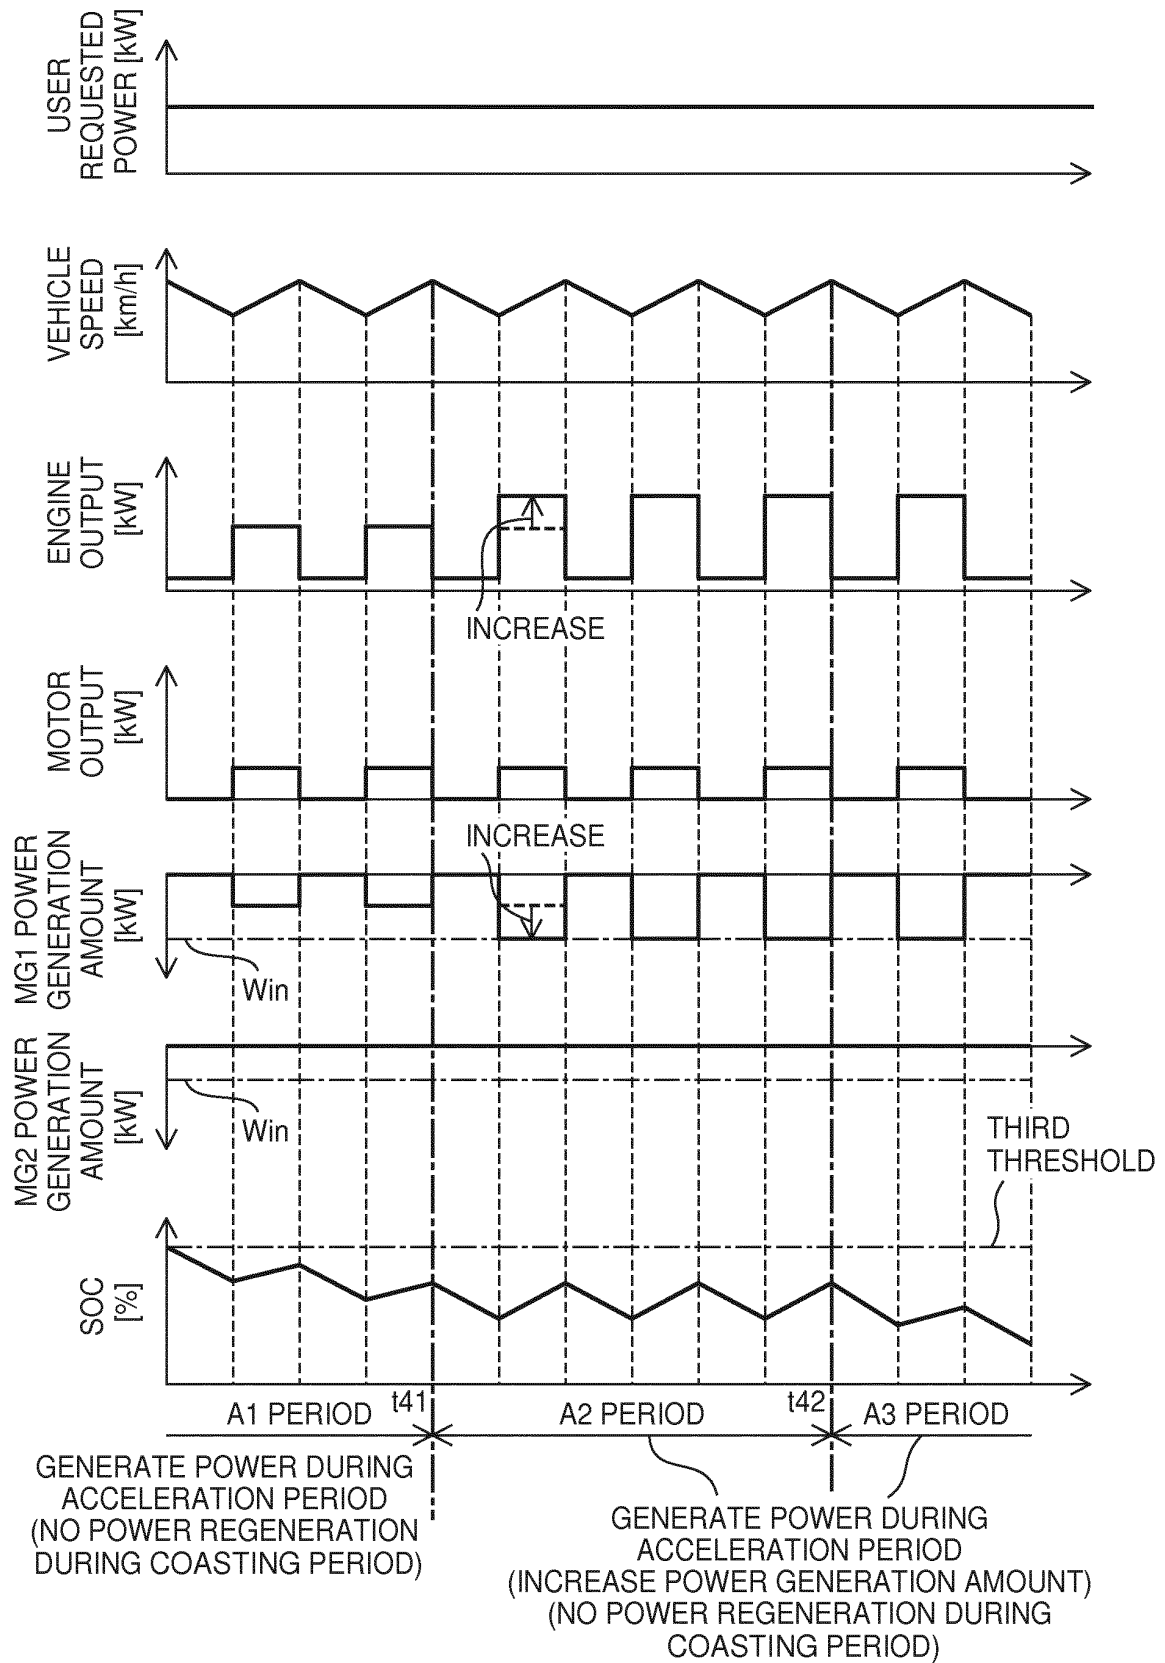 USER
REQUESTED
POWER [kW]
VEHICLE
SPEED
[km/h]
ENGINE
OUTPUT
[kW]
INCREASE
MOTOR
OUTPUT
[kW]
INCREASE
MG1 POWER
GENERATION
AMOUNT
[kW]
Win
MG2 POWER
GENERATION
AMOUNT
[kW]
Win
THIRD
THRESHOLD
SOC
[%]
t41
t42
A1 PERIOD
A2 PERIOD
A3 PERIOD
GENERATE POWER DURING
ACCELERATION PERIOD
(NO POWER REGENERATION
DURING COASTING PERIOD)
GENERATE POWER DURING
ACCELERATION PERIOD
(INCREASE POWER GENERATION AMOUNT)
(NO POWER REGENERATION DURING
COASTING PERIOD)